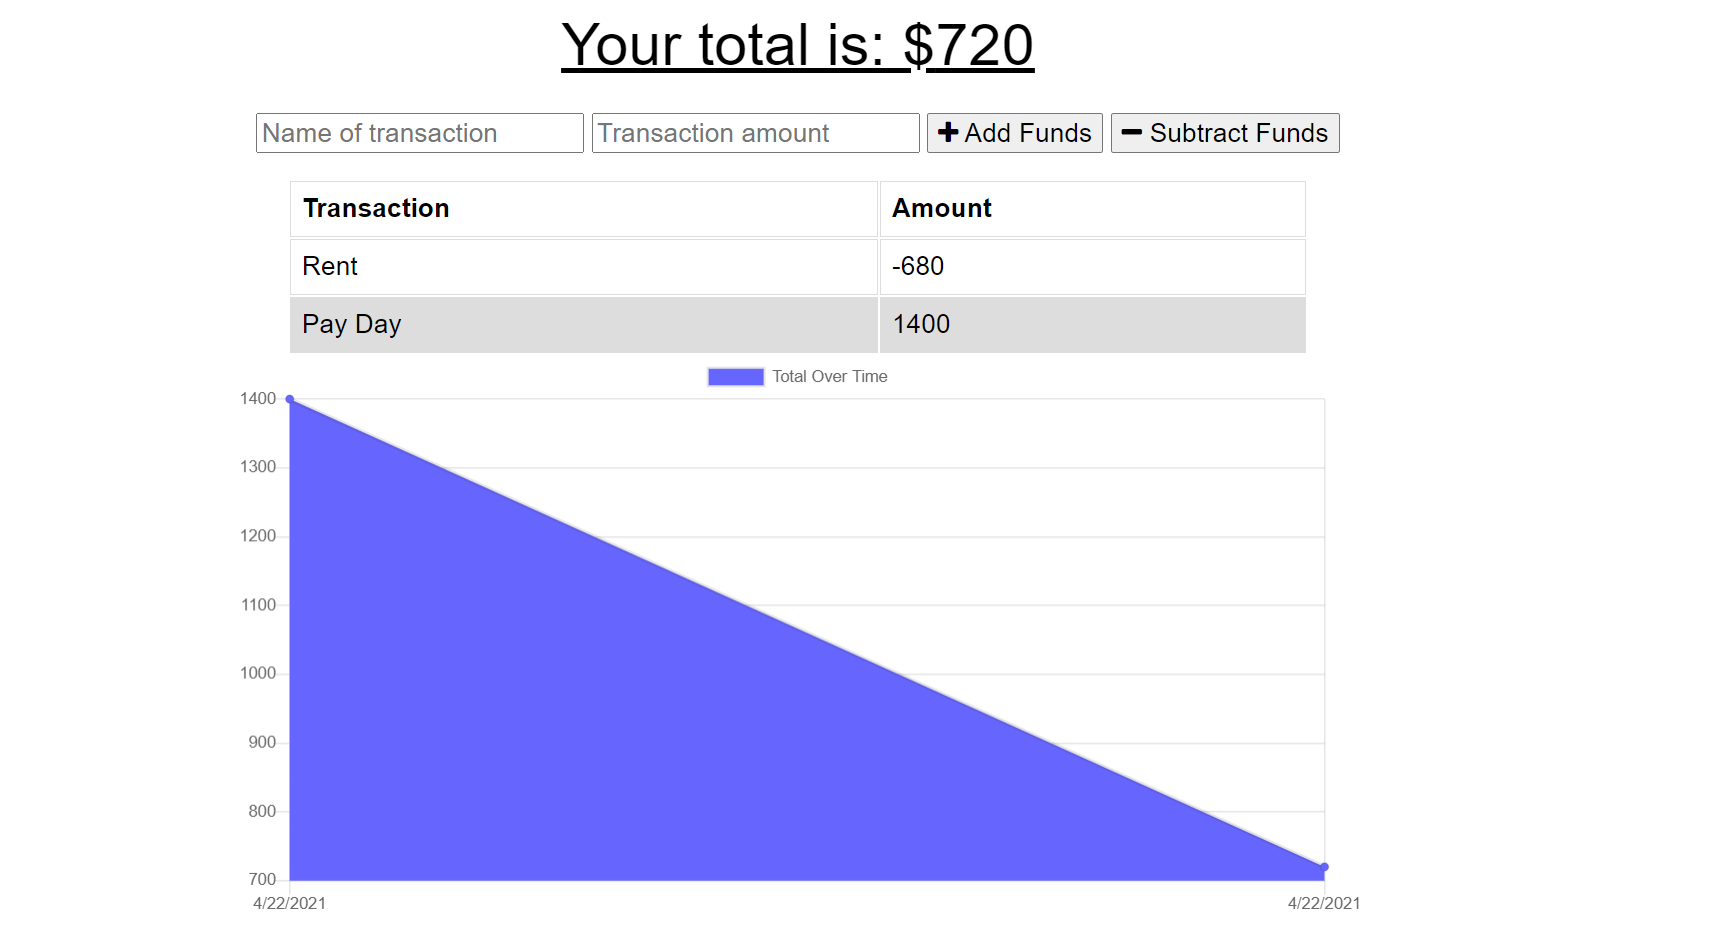 Your total is: $720
Name of transaction Transaction amount Add Funds Subtract Funds
Transaction Amount
Rent -680
Pay Day 1400
Total Over Time
1400
1300
1200
1100
1000
900
800
700
4/22/2021 4/22/2021